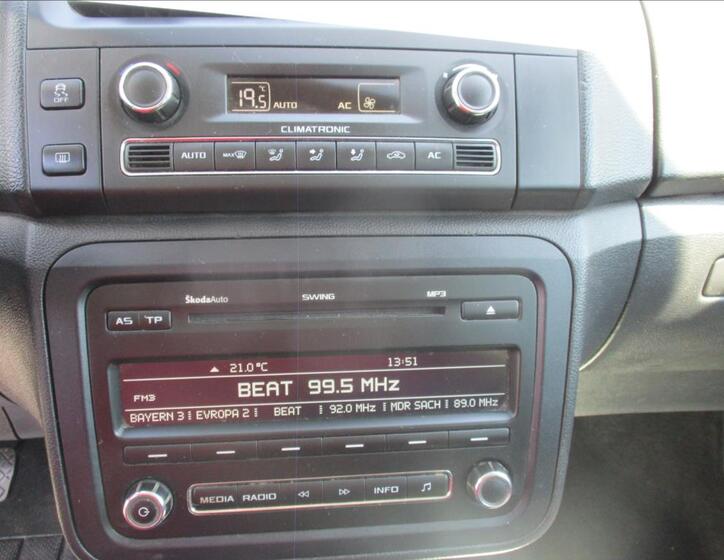 OFF
19.5 °C AUTO AC
CLIMATRONIC
AUTO MAX AC
ŠkodaAuto SWING MP3
AS TP
21.0°C 13:51
BEAT 99.5 MHz
FM3
BAYERN 3 EVROPA 2 BEAT 92.0 MHz MDR SACH 89.0 MHz
MEDIA RADIO INFO